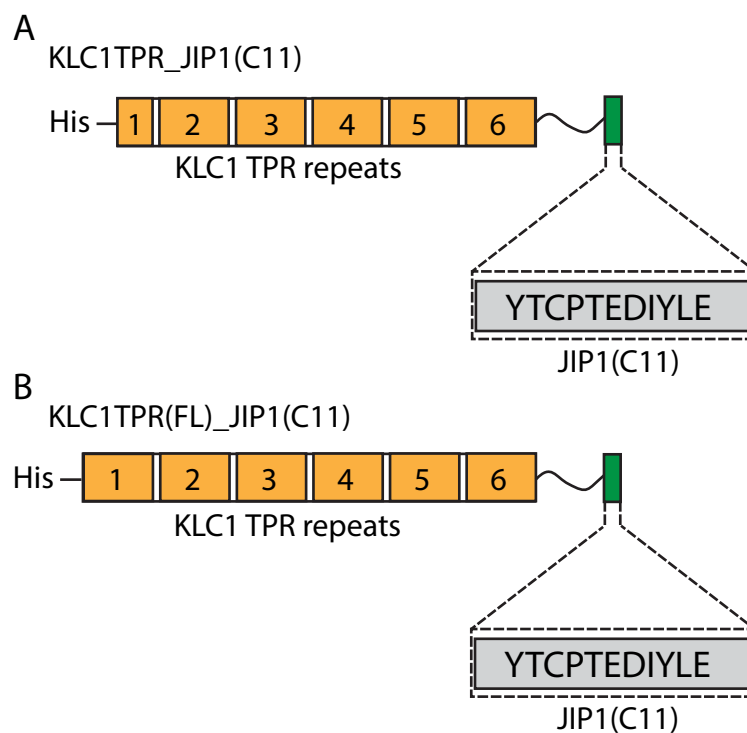 A
KLC1TPR_JIP1(C11)
His 1 2 3 4 5 6
KLC1 TPR repeats
YTCPTEDIYLE
JIP1(C11)
B
KLC1TPR(FL)_JIP1(C11)
His 1 2 3 4 5 6
KLC1 TPR repeats
YTCPTEDIYLE
JIP1(C11)